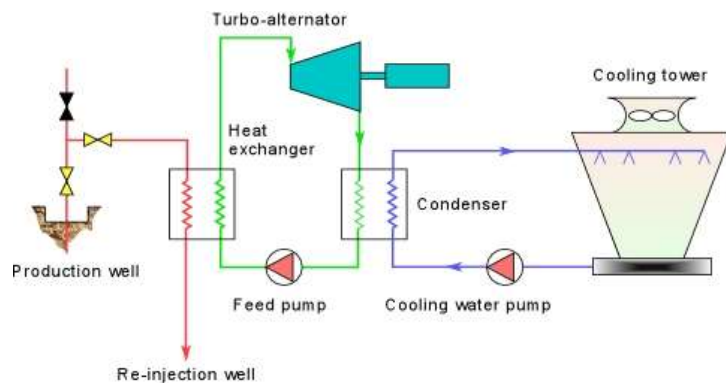 Turbo-alternator
Cooling tower
Heat
exchanger
Condenser
Production well
Feed pump
Cooling water pump
Re-injection well